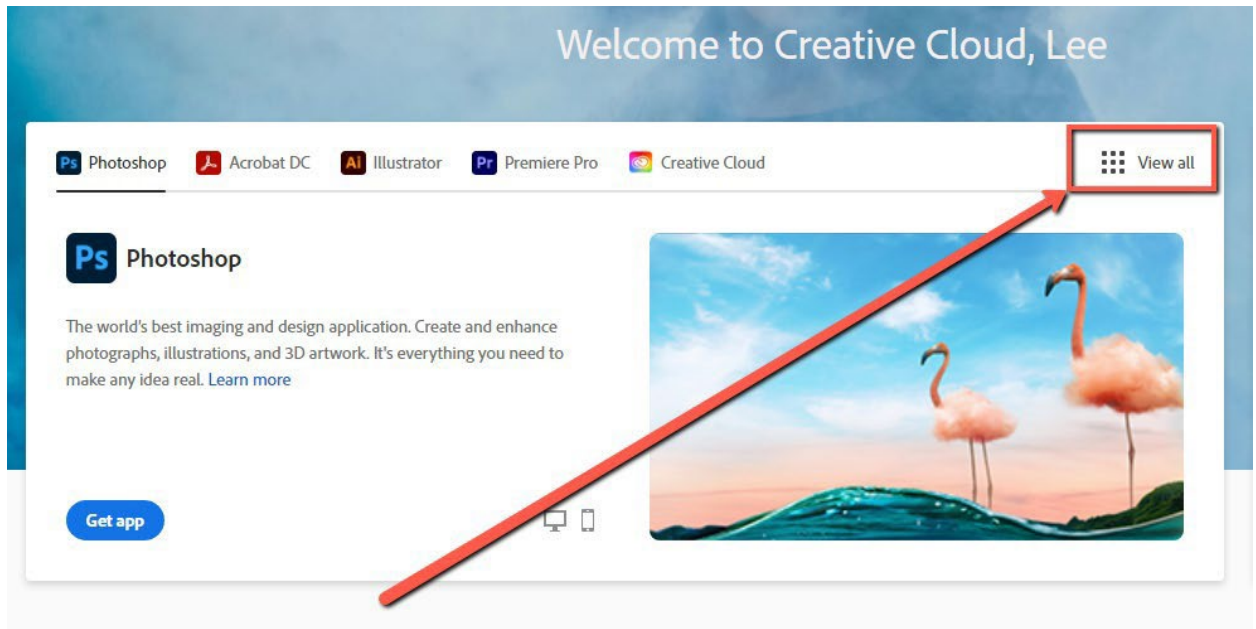 Welcome to Creative Cloud, Lee
Ps Photoshop Acrobat DC Ai Illustrator Pr Premiere Pro Creative Cloud View all
Ps Photoshop
The world's best imaging and design application. Create and enhance
photographs, illustrations, and 3D artwork. It's everything you need to
make any idea real. Learn more
Get app